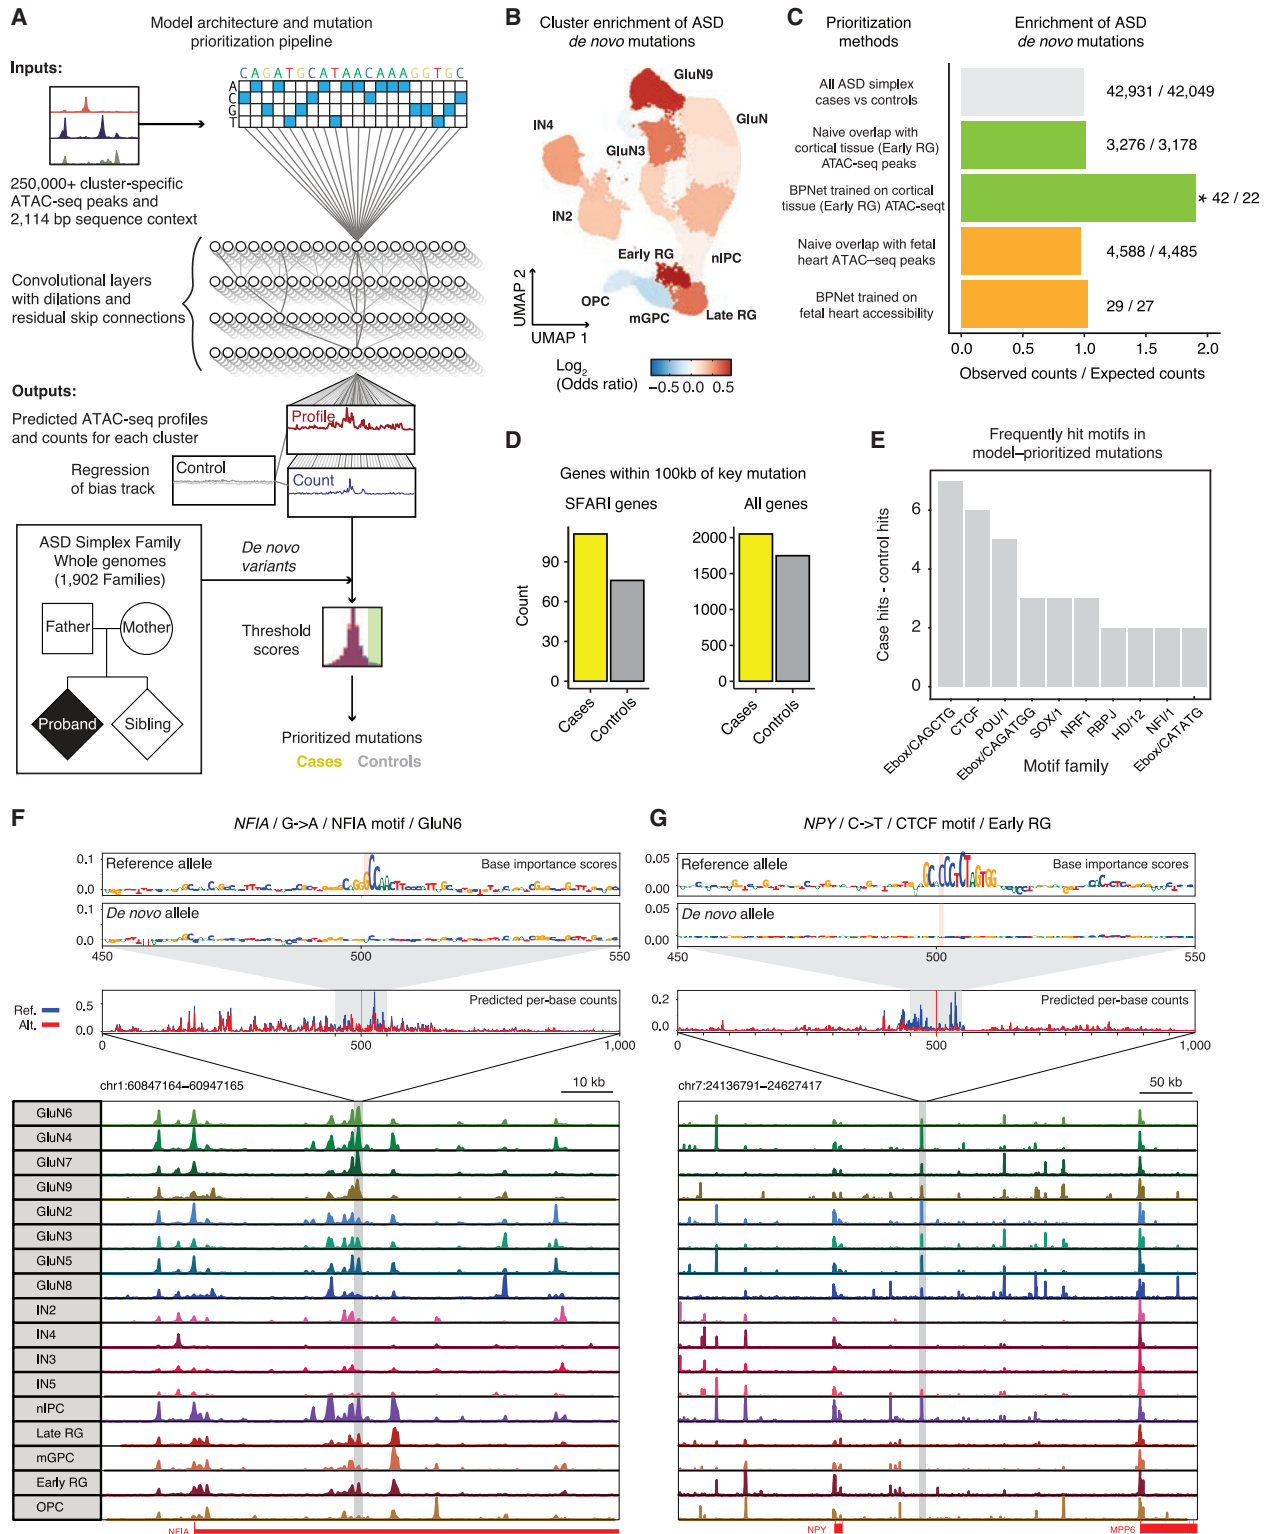 A
Model architecture and mutation
prioritization pipeline
Inputs:
C A G A T G C A T A A C A A A G G T G C
A
C
G
T
250,000+ cluster-specific
ATAC-seq peaks and
2,114 bp sequence context
Convolutional layers
with dilations and
residual skip connections
Outputs:
Predicted ATAC-seq profiles
and counts for each cluster
Profile
Regression
of bias track
Control
Count
ASD Simplex Family
Whole genomes
(1,902 Families)
Father
Mother
Proband
Sibling
De novo
variants
Threshold
scores
Prioritized mutations
Cases Controls
B
Cluster enrichment of ASD
de novo mutations
GluN9
GluN
IN4
GluN3
IN2
Early RG
nIPC
OPC
mGPC
Late RG
UMAP 2
UMAP 1
Log2
(Odds ratio)
−0.5 0.0 0.5
C
Prioritization
methods
Enrichment of ASD
de novo mutations
All ASD simplex
cases vs controls
42,931 / 42,049
Naive overlap with
cortical tissue (Early RG)
ATAC-seq peaks
3,276 / 3,178
BPNet trained on cortical
tissue (Early RG) ATAC-seqt
* 42 / 22
Naive overlap with fetal
heart ATAC−seq peaks
4,588 / 4,485
BPNet trained on
fetal heart accessibility
29 / 27
0.0 0.5 1.0 1.5 2.0
Observed counts / Expected counts
D
Genes within 100kb of key mutation
SFARI genes
All genes
Count
90
60
30
0
Cases
Controls
2000
1500
1000
500
0
Cases
Controls
E
Frequently hit motifs in
model–prioritized mutations
Case hits - control hits
6
4
2
0
Ebox/CAGCTG
CTCF
POU/1
Ebox/CAGATGG
SOX/1
NRF1
RBPJ
HD/12
NFI/1
Ebox/CATATG
Motif family
F
NFIA / G->A / NFIA motif / GluN6
0.1
0.0
Reference allele
Base importance scores
0.1
0.0
De novo allele
450 500 550
Ref.
Alt.
0.5
0.0
Predicted per-base counts
0 500 1,000
chr1:60847164–60947165
10 kb
GluN6
GluN4
GluN7
GluN9
GluN2
GluN3
GluN5
GluN8
IN2
IN4
IN3
IN5
nIPC
Late RG
mGPC
Early RG
OPC
NFIA
G
NPY / C->T / CTCF motif / Early RG
0.05
0.00
Reference allele
Base importance scores
0.05
0.00
De novo allele
450 500 550
0.2
0.0
Predicted per-base counts
0 500 1,000
chr7:24136791–24627417
50 kb
NPY
MPP6